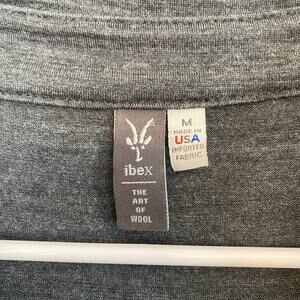 ibex
THE
ART
OF
WOOL
M
MADE IN
USA
IMPORTED
FABRIC